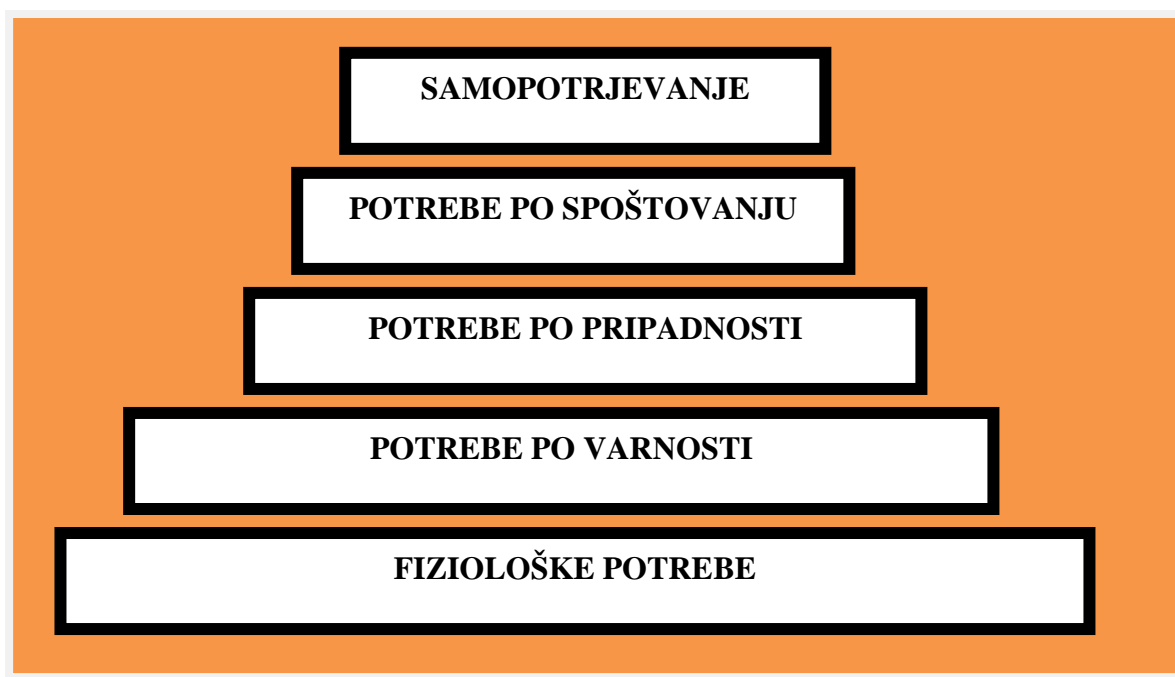 SAMOPOTRJEVANJE
POTREBE PO SPOŠTOVANJU
POTREBE PO PRIPADNOSTI
POTREBE PO VARNOSTI
FIZIOLOŠKE POTREBE